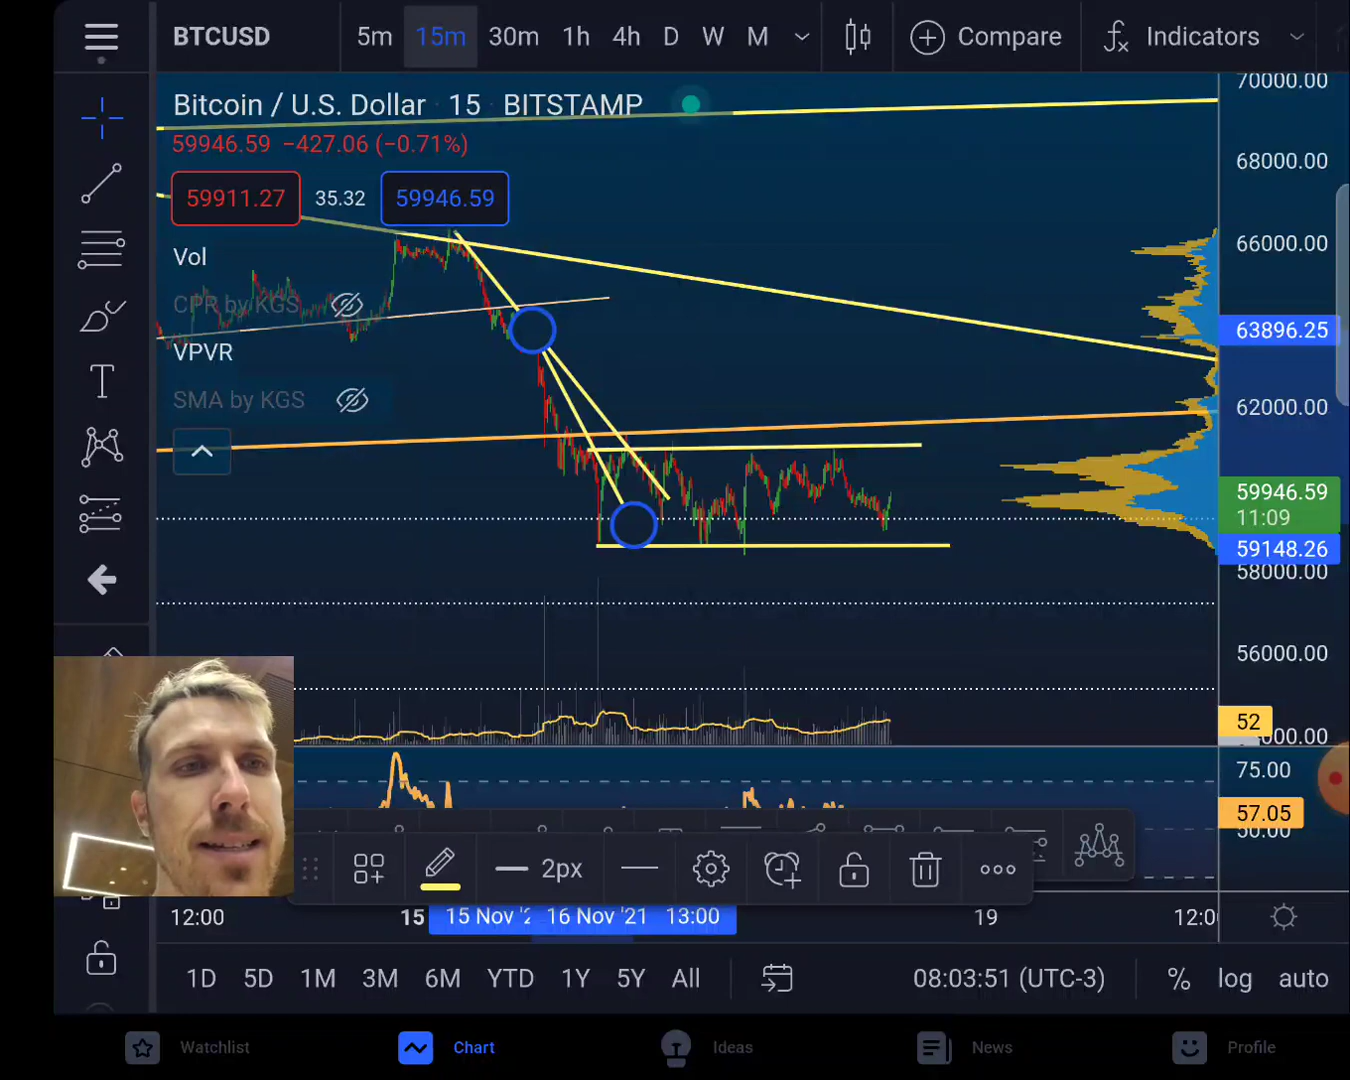 BTCUSD 5m 15m 30m 1h 4h D W M Compare Indicators
Bitcoin / U.S. Dollar · 15 · BITSTAMP
59946.59 −427.06 (−0.71%)
59911.27 35.32 59946.59
Vol
CPR by KGS
VPVR
SMA by KGS
70000.00
68000.00
66000.00
63896.25
62000.00
59946.59
11:09
59148.26
58000.00
56000.00
52
000.00
75.00
57.05
50.00
2px
12:00 15 15 Nov '2 16 Nov '21 13:00 19 12:0
1D 5D 1M 3M 6M YTD 1Y 5Y All 08:03:51 (UTC-3) % log auto
Watchlist Chart Ideas News Profile